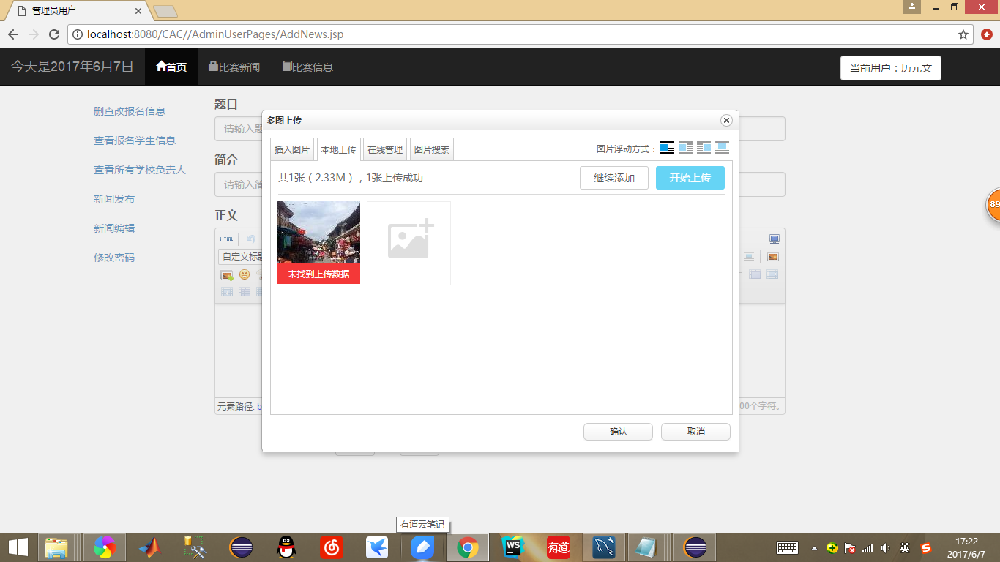 管理员用户
localhost:8080/CAC//AdminUserPages/AddNews.jsp
今天是2017年6月7日
首页
比赛新闻
比赛信息
当前用户：历元文
删查改报名信息
查看报名学生信息
查看所有学校负责人
新闻发布
新闻编辑
修改密码
题目
请输入题
简介
请输入简
正文
HTML
自定义标题
元素路径: b
00个字符。
多图上传
插入图片
本地上传
在线管理
图片搜索
图片浮动方式：
共1张（2.33M），1张上传成功
继续添加
开始上传
未找到上传数据
确认
取消
89
有道云笔记
WS
有道
英
17:22
2017/6/7